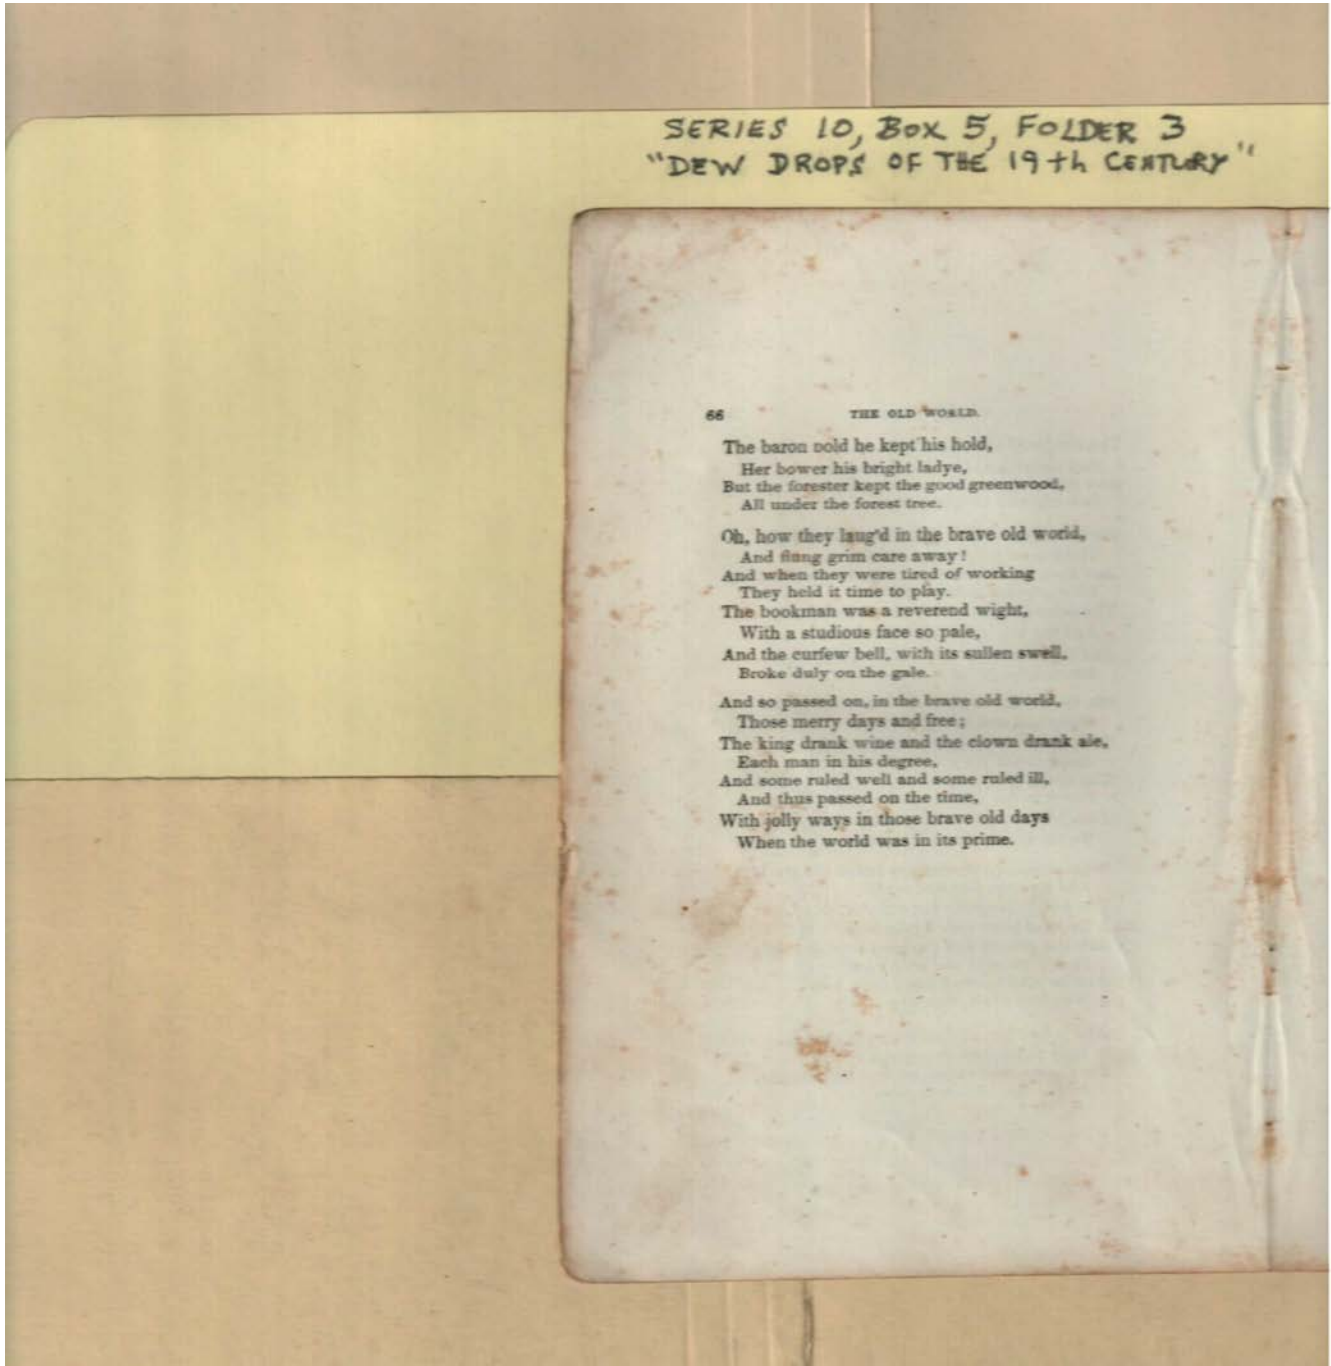 SERIES 10, BOX 5, FOLDER 3
"DEW DROPS OF THE 19th CENTURY"
66 THE OLD WORLD.
The baron bold he kept his hold,
Her bower his bright ladye,
But the forester kept the good greenwood,
All under the forest tree.
Oh, how they laug'd in the brave old world,
And flung grim care away!
And when they were tired of working
They held it time to play.
The bookman was a reverend wight,
With a studious face so pale,
And the curfew bell, with its sullen swell,
Broke duly on the gale.
And so passed on, in the brave old world,
Those merry days and free;
The king drank wine and the clown drank ale,
Each man in his degree,
And some ruled well and some ruled ill,
And thus passed on the time,
With jolly ways in those brave old days
When the world was in its prime.